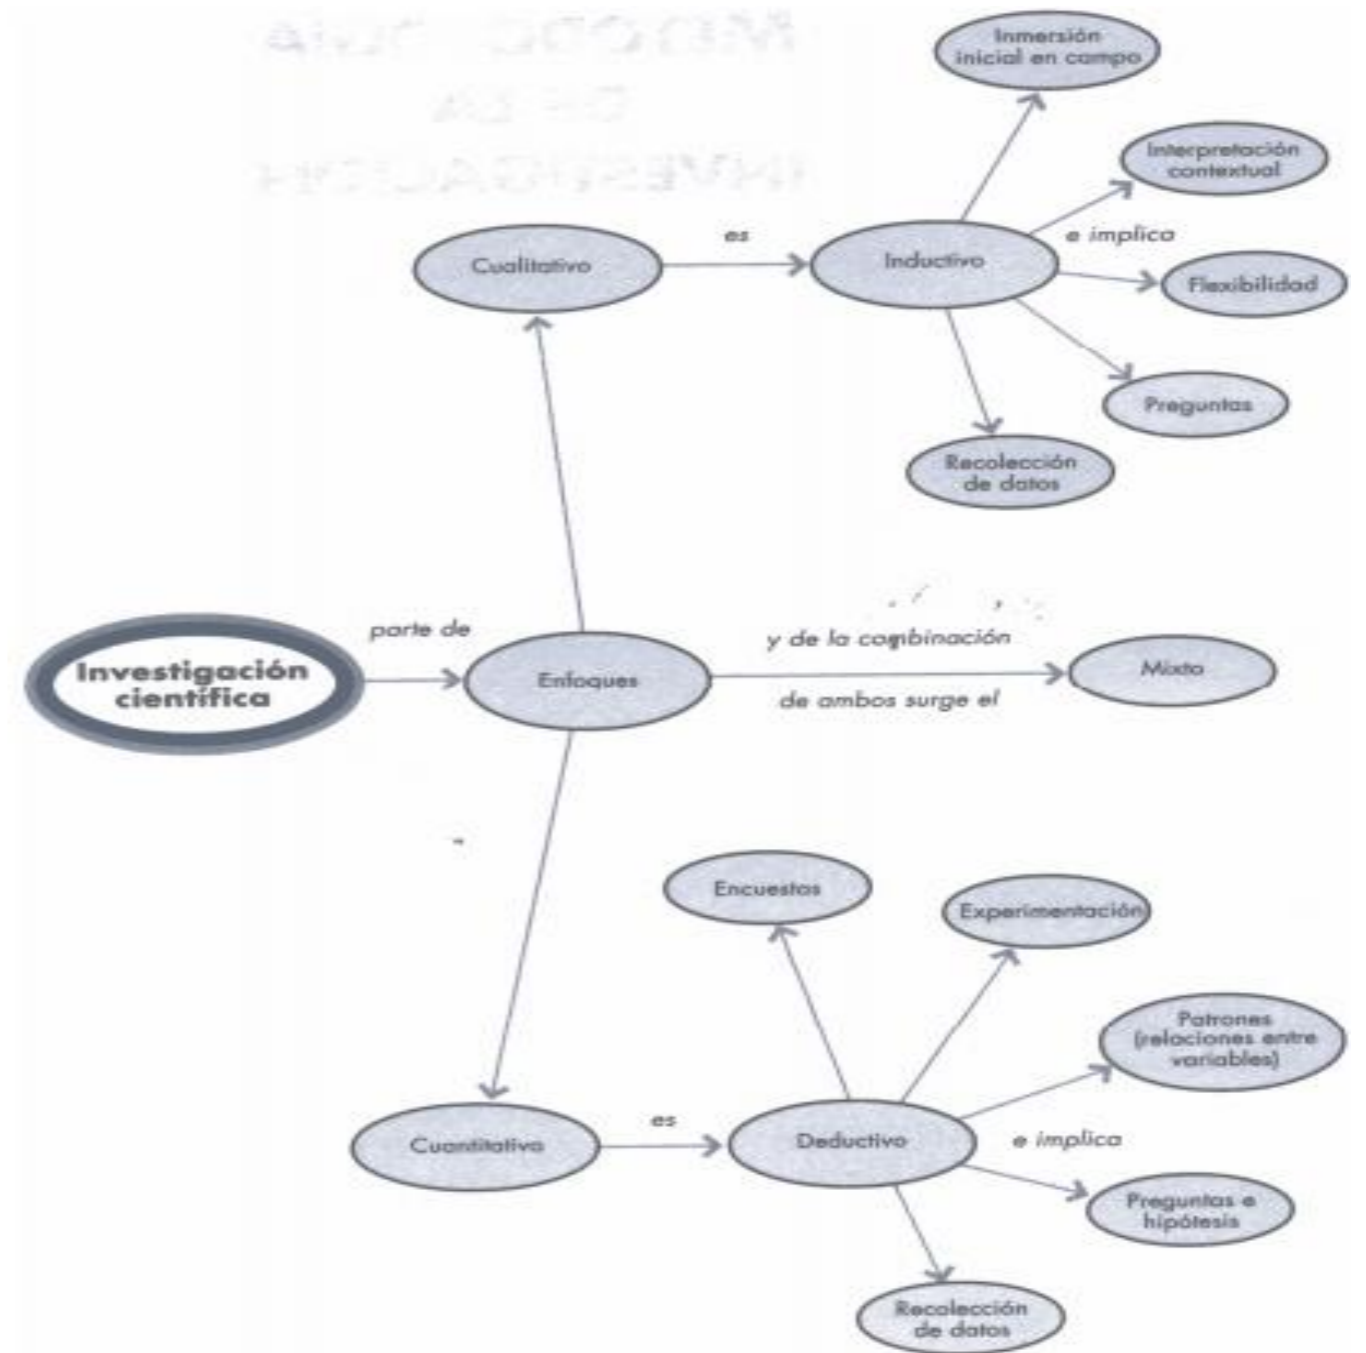 Inmersión
inicial en campo
Interpretación
contextual
Cualitativo
es
Inductivo
e implica
Flexibilidad
Preguntas
Recolección
de datos
Investigación
científica
parte de
Enfoques
y de la combinación
de ambos surge el
Mixto
Encuestas
Experimentación
Patrones
(relaciones entre
variables)
Cuantitativo
es
Deductivo
e implica
Preguntas e
hipótesis
Recolección
de datos